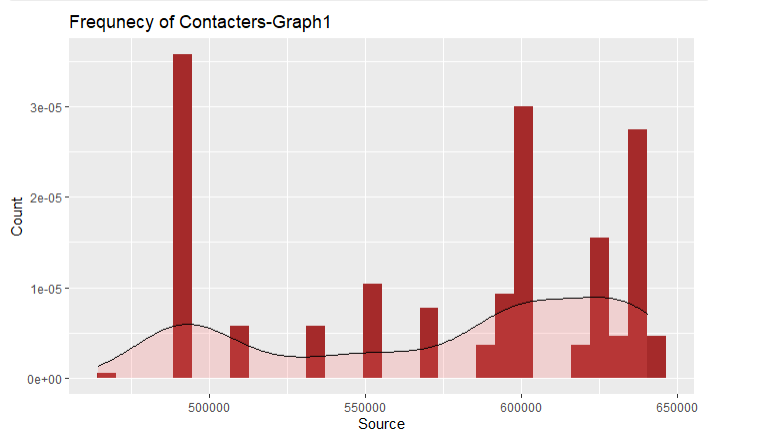 Frequnecy of Contacters-Graph1
Count
3e-05
2e-05
1e-05
0e+00
500000 550000 600000 650000
Source